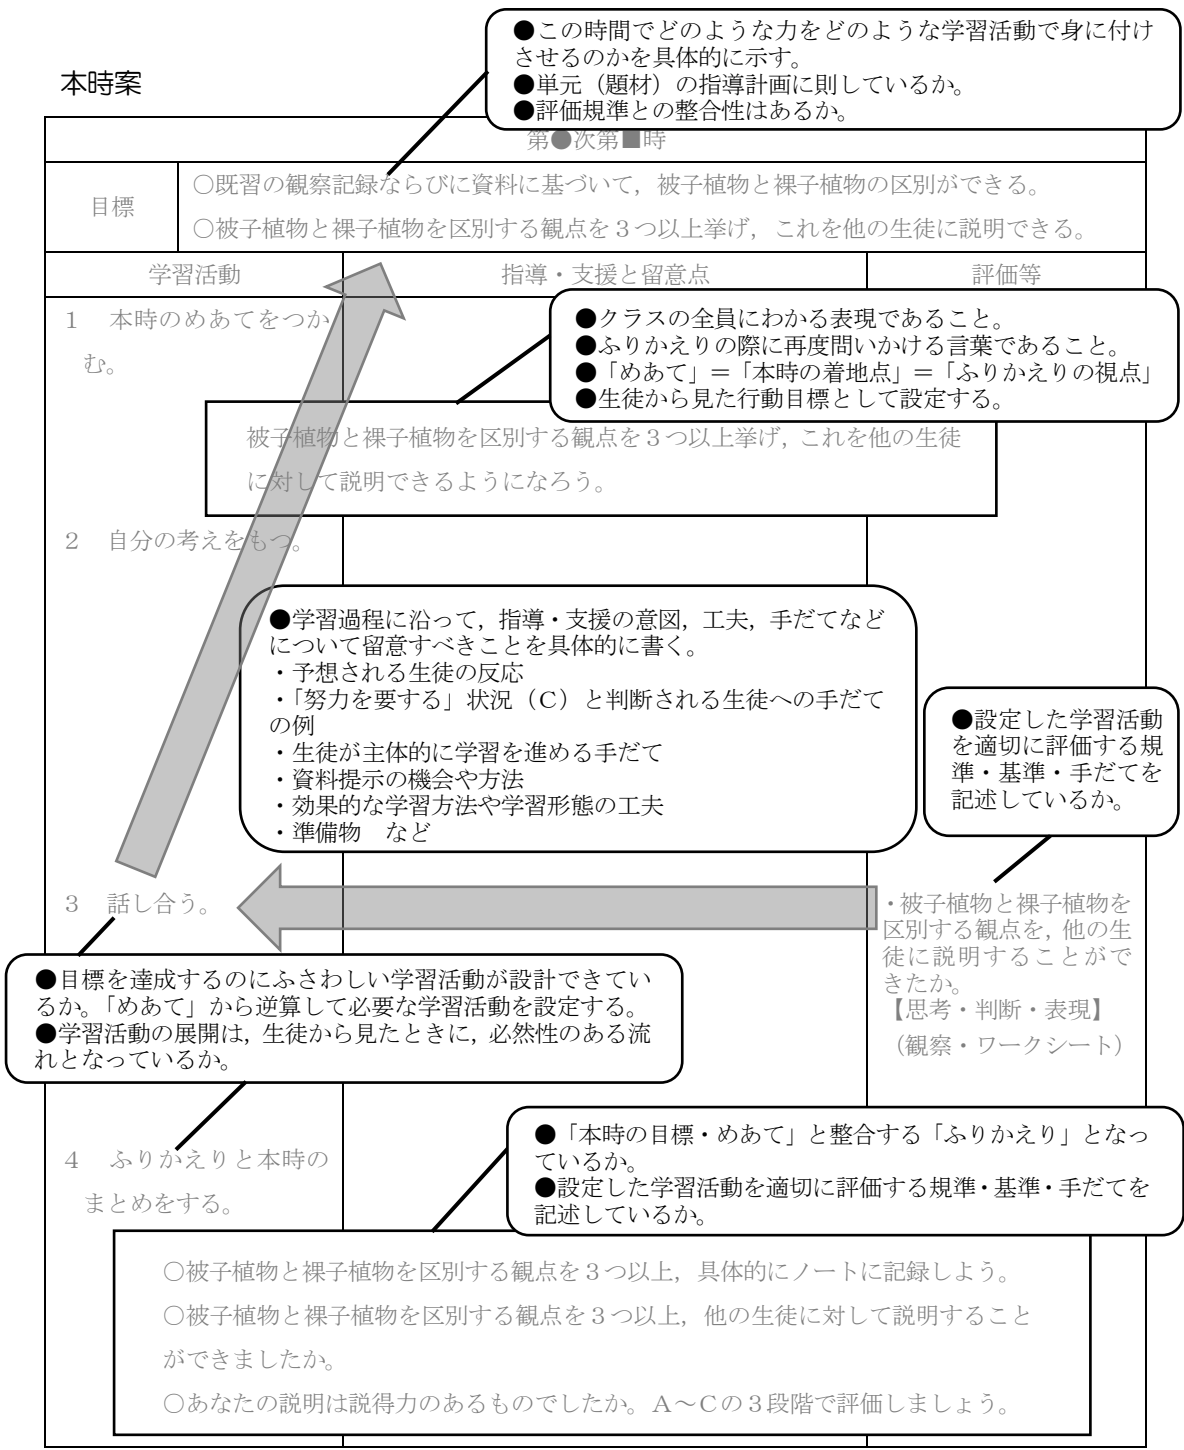 ●この時間でどのような力をどのような学習活動で身に付け
させるのかを具体的に示す。
●単元（題材）の指導計画に則しているか。
●評価規準との整合性はあるか。
本時案
第●次第■時
目標
○既習の観察記録ならびに資料に基づいて，被子植物と裸子植物の区別ができる。
○被子植物と裸子植物を区別する観点を３つ以上挙げ，これを他の生徒に説明できる。
学習活動
指導・支援と留意点
評価等
１　本時のめあてをつか
む。
●クラスの全員にわかる表現であること。
●ふりかえりの際に再度問いかける言葉であること。
●「めあて」＝「本時の着地点」＝「ふりかえりの視点」
●生徒から見た行動目標として設定する。
被子植物と裸子植物を区別する観点を３つ以上挙げ，これを他の生徒
に対して説明できるようになろう。
２　自分の考えをもつ。
●学習過程に沿って，指導・支援の意図，工夫，手だてなど
について留意すべきことを具体的に書く。
・予想される生徒の反応
・「努力を要する」状況（Ｃ）と判断される生徒への手だて
の例
・生徒が主体的に学習を進める手だて
・資料提示の機会や方法
・効果的な学習方法や学習形態の工夫
・準備物　など
●設定した学習活動
を適切に評価する規
準・基準・手だてを
記述しているか。
３　話し合う。
・被子植物と裸子植物を
区別する観点を，他の生
徒に説明することがで
きたか。
【思考・判断・表現】
（観察・ワークシート）
●目標を達成するのにふさわしい学習活動が設計できてい
るか。「めあて」から逆算して必要な学習活動を設定する。
●学習活動の展開は，生徒から見たときに，必然性のある流
れとなっているか。
４　ふりかえりと本時の
まとめをする。
●「本時の目標・めあて」と整合する「ふりかえり」となっ
ているか。
●設定した学習活動を適切に評価する規準・基準・手だてを
記述しているか。
○被子植物と裸子植物を区別する観点を３つ以上，具体的にノートに記録しよう。
○被子植物と裸子植物を区別する観点を３つ以上，他の生徒に対して説明すること
ができましたか。
○あなたの説明は説得力のあるものでしたか。Ａ～Ｃの３段階で評価しましょう。